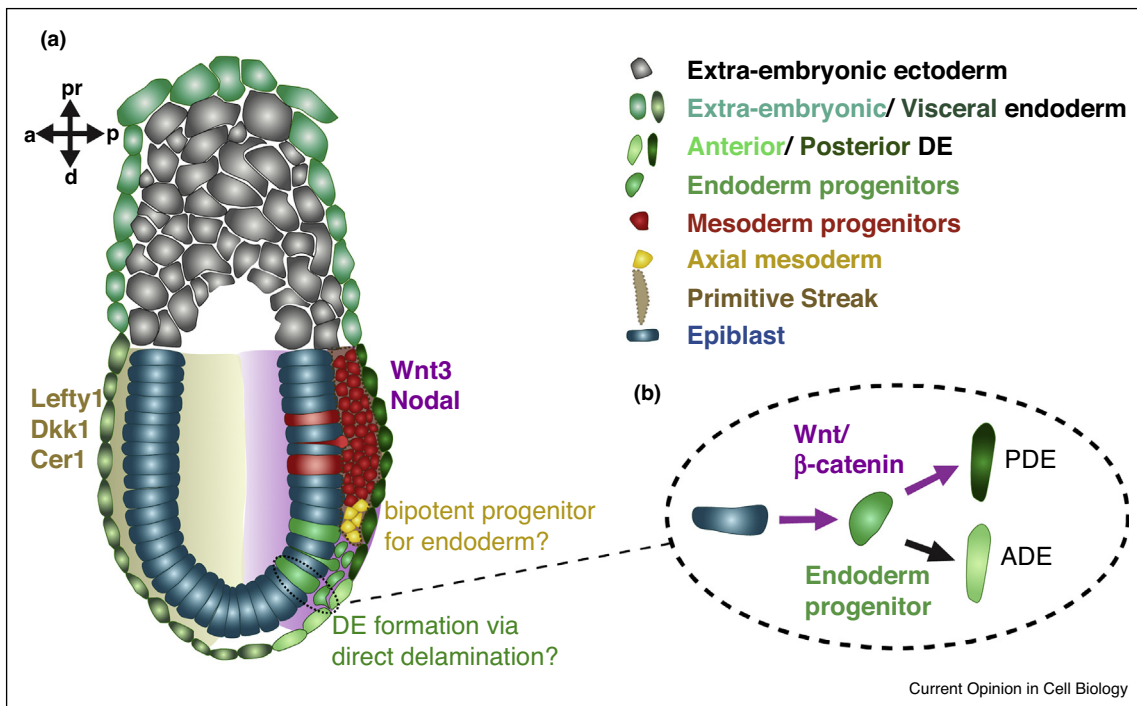 (a)
pr
a p
d
Extra-embryonic ectoderm
Extra-embryonic/ Visceral endoderm
Anterior/ Posterior DE
Endoderm progenitors
Mesoderm progenitors
Axial mesoderm
Primitive Streak
Epiblast
Lefty1
Dkk1
Cer1
Wnt3
Nodal
bipotent progenitor
for endoderm?
DE formation via
direct delamination?
(b)
Wnt/
β-catenin
PDE
ADE
Endoderm
progenitor
Current Opinion in Cell Biology